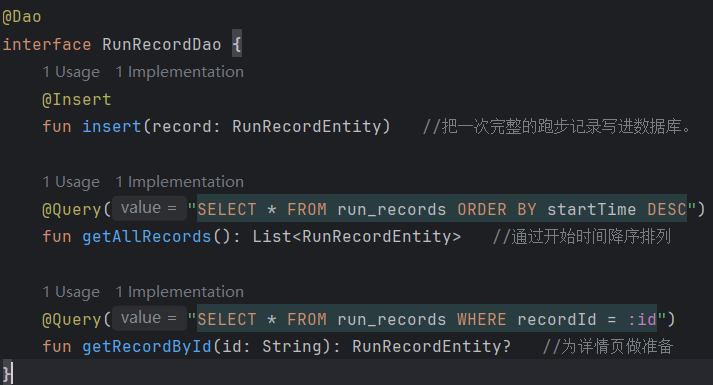 @Dao
interface RunRecordDao {
1 Usage 1 Implementation
@Insert
fun insert(record: RunRecordEntity) //把一次完整的跑步记录写进数据库。
1 Usage 1 Implementation
@Query( value = "SELECT * FROM run_records ORDER BY startTime DESC")
fun getAllRecords(): List<RunRecordEntity> //通过开始时间降序排列
1 Usage 1 Implementation
@Query( value = "SELECT * FROM run_records WHERE recordId = :id")
fun getRecordById(id: String): RunRecordEntity? //为详情页做准备
}